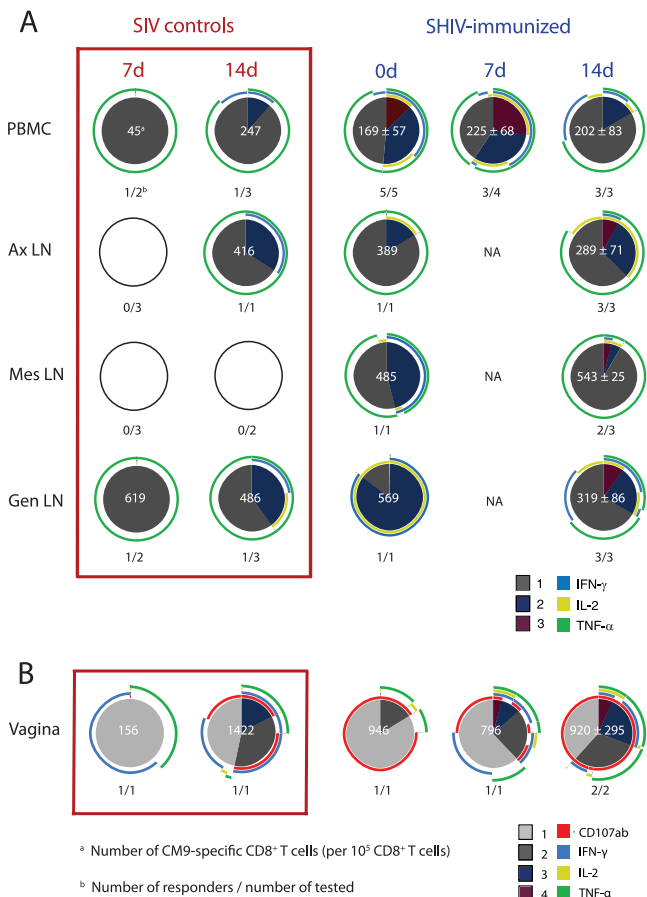 A
SIV controls SHIV-immunized
7d 14d 0d 7d 14d
PBMC 45ᵃ 247 169 ± 57 225 ± 68 202 ± 83
1/2ᵇ 1/3 5/5 3/4 3/3
Ax LN 416 389 NA 289 ± 71
0/3 1/1 1/1 3/3
Mes LN 485 NA 543 ± 25
0/3 0/2 1/1 2/3
Gen LN 619 486 569 NA 319 ± 86
1/2 1/3 1/1 3/3
1 IFN-γ
2 IL-2
3 TNF-α
B
Vagina 156 1422 946 796 920 ± 295
1/1 1/1 1/1 1/1 2/2
ᵃ Number of CM9-specific CD8⁺ T cells (per 10⁵ CD8⁺ T cells)
ᵇ Number of responders / number of tested
1 CD107ab
2 IFN-γ
3 IL-2
4 TNF-α